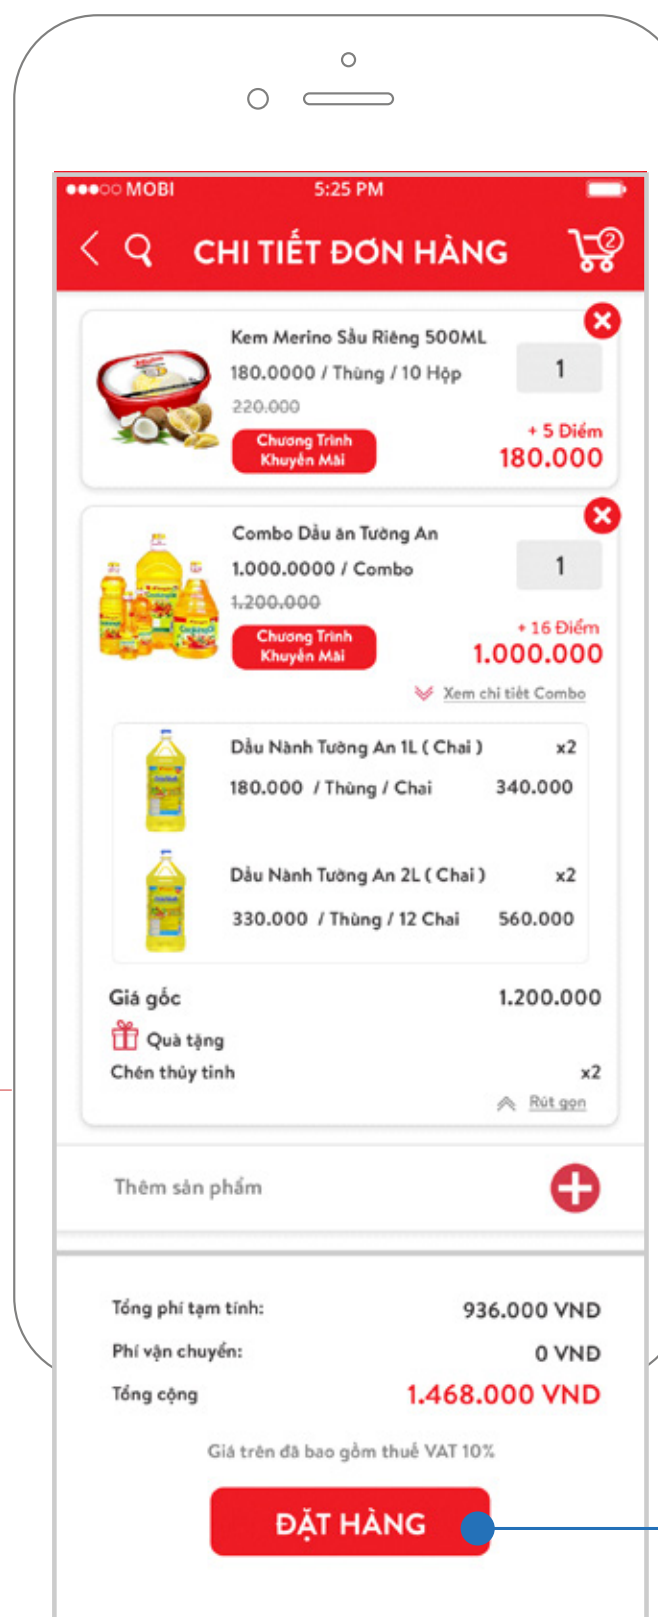 MOBI 5:25 PM
CHI TIẾT ĐƠN HÀNG 2
Kem Merino Sầu Riêng 500ML
180.0000 / Thùng / 10 Hộp 1
220.000
Chương Trình
Khuyến Mãi
+ 5 Điểm
180.000
Combo Dầu ăn Tường An
1.000.0000 / Combo 1
1.200.000
Chương Trình
Khuyến Mãi
+ 16 Điểm
1.000.000
Xem chi tiết Combo
Dầu Nành Tường An 1L ( Chai ) x2
180.000 / Thùng / Chai 340.000
Dầu Nành Tường An 2L ( Chai ) x2
330.000 / Thùng / 12 Chai 560.000
Giá gốc 1.200.000
Quà tặng
Chén thủy tinh x2
Rút gọn
Thêm sản phẩm
Tổng phí tạm tính: 936.000 VND
Phí vận chuyển: 0 VND
Tổng cộng 1.468.000 VND
Giá trên đã bao gồm thuế VAT 10%
ĐẶT HÀNG